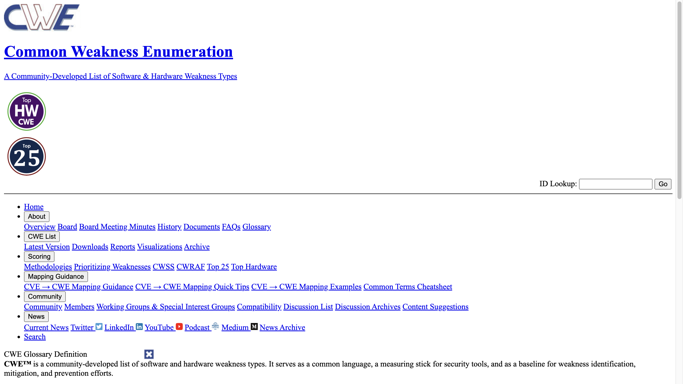 CWE
Common Weakness Enumeration
A Community-Developed List of Software & Hardware Weakness Types
Top
HW
CWE
Top
25
ID Lookup: Go
Home
About
Overview Board Board Meeting Minutes History Documents FAQs Glossary
CWE List
Latest Version Downloads Reports Visualizations Archive
Scoring
Methodologies Prioritizing Weaknesses CWSS CWRAF Top 25 Top Hardware
Mapping Guidance
CVE → CWE Mapping Guidance CVE → CWE Mapping Quick Tips CVE → CWE Mapping Examples Common Terms Cheatsheet
Community
Community Members Working Groups & Special Interest Groups Compatibility Discussion List Discussion Archives Content Suggestions
News
Current News Twitter LinkedIn YouTube Podcast Medium News Archive
Search
CWE Glossary Definition
CWE™ is a community-developed list of software and hardware weakness types. It serves as a common language, a measuring stick for security tools, and as a baseline for weakness identification,
mitigation, and prevention efforts.